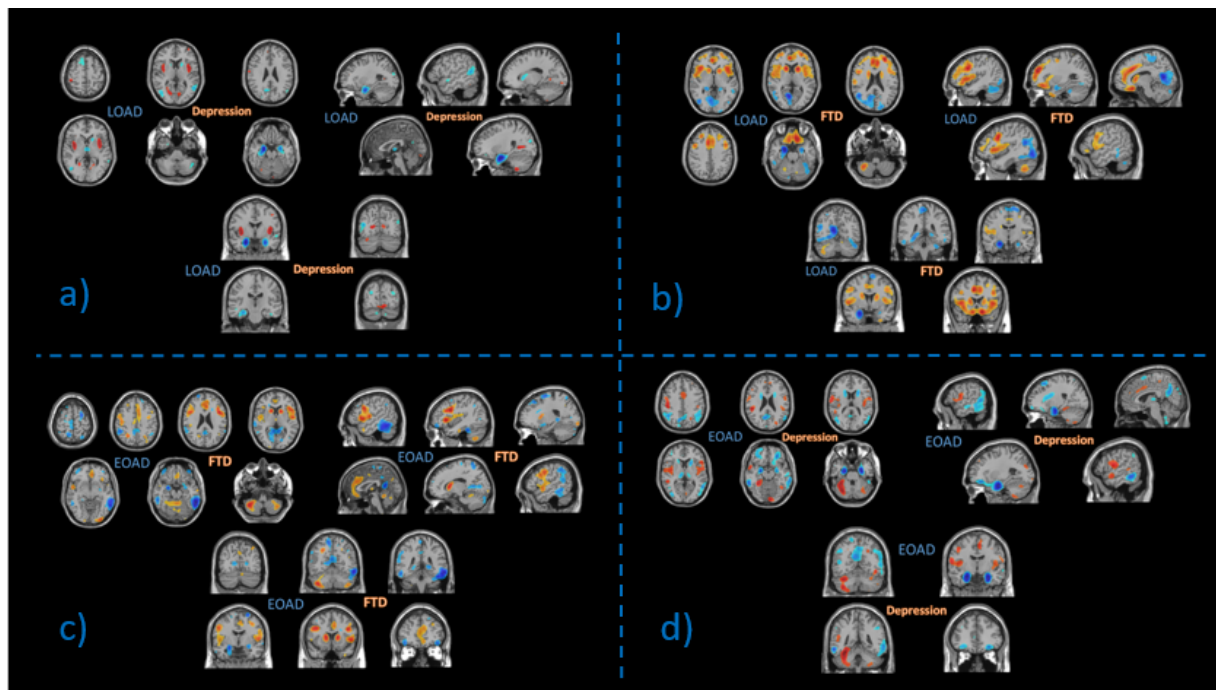 LOAD Depression
LOAD Depression
LOAD Depression
a)
LOAD FTD
LOAD FTD
LOAD FTD
b)
EOAD FTD
EOAD FTD
EOAD FTD
c)
EOAD Depression
EOAD Depression
EOAD
Depression
d)